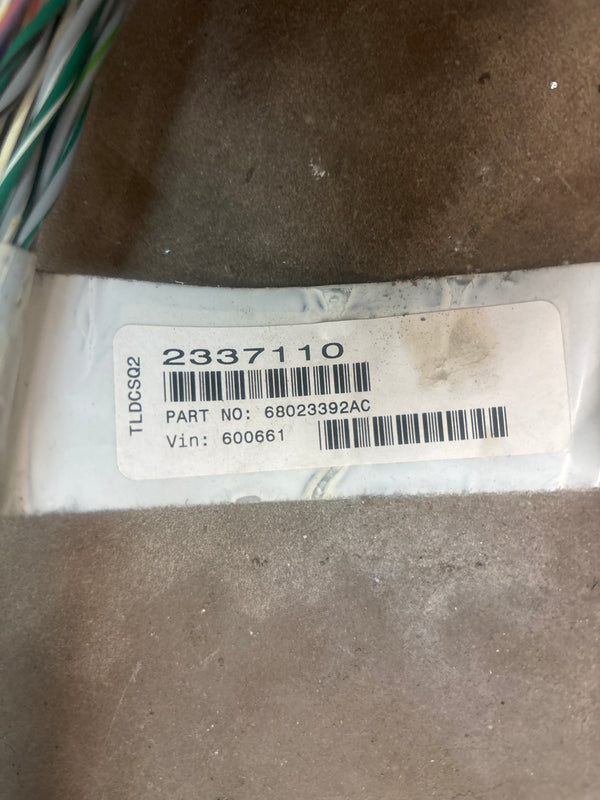 TLDCSQ2
2337110
PART NO: 68023392AC
Vin: 600661